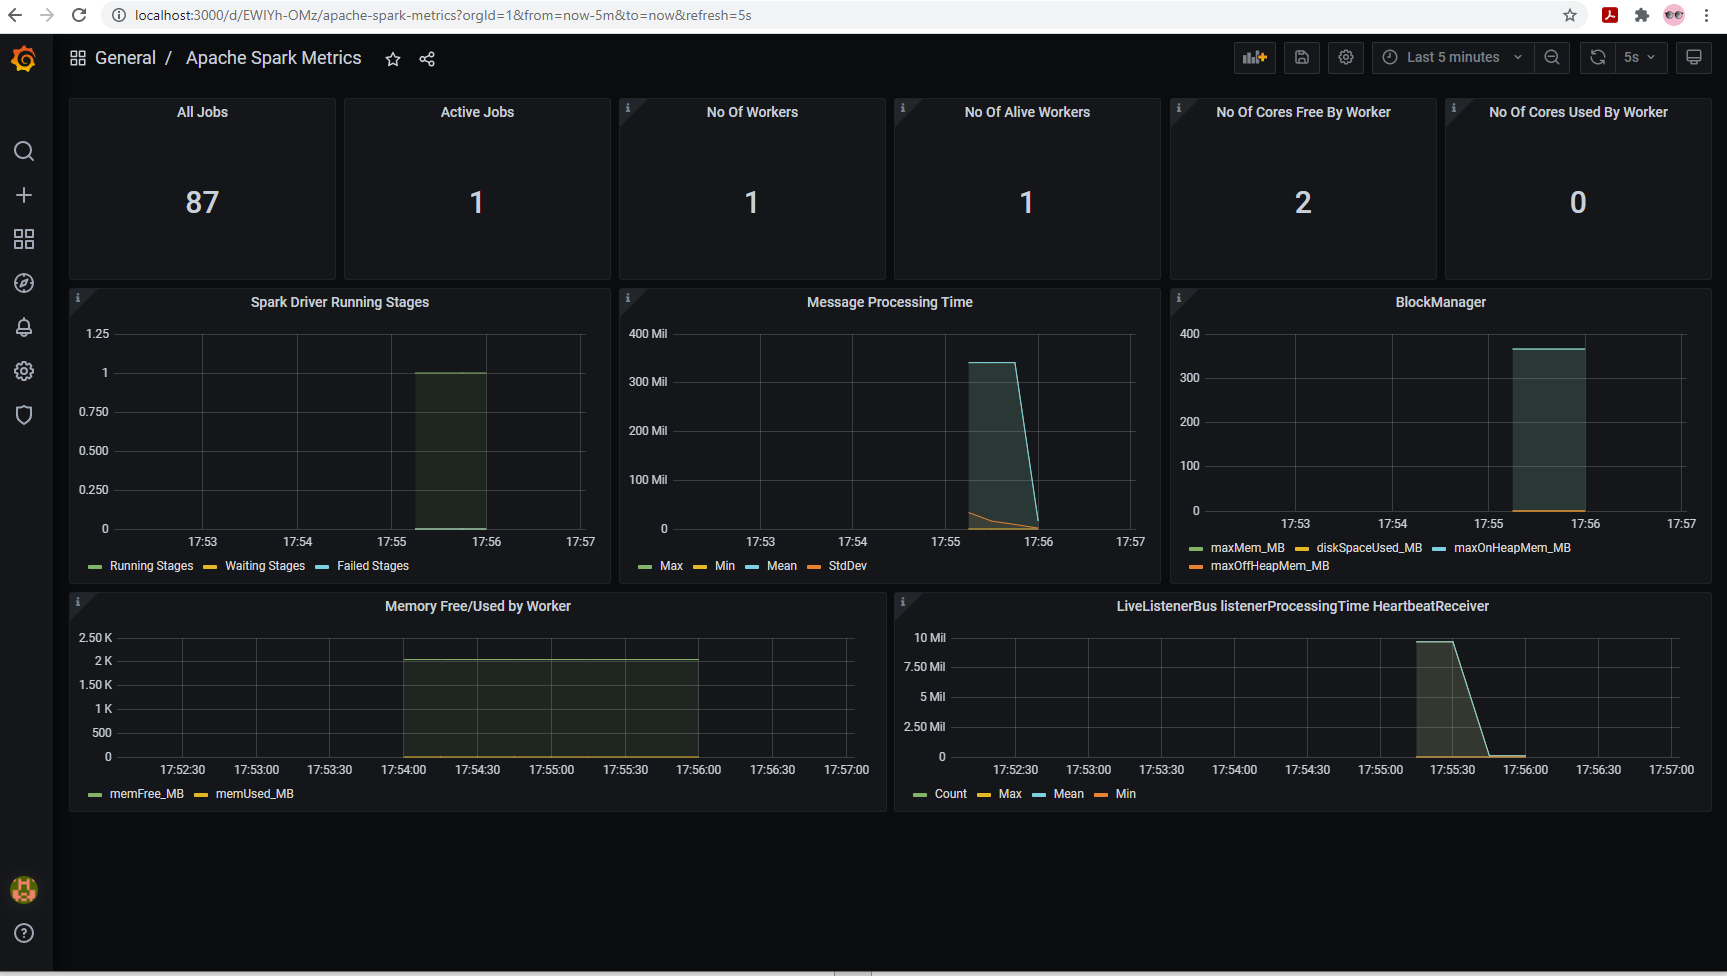 localhost:3000/d/EWIYh-OMz/apache-spark-metrics?orgId=1&from=now-5m&to=now&refresh=5s
General / Apache Spark Metrics
Last 5 minutes
5s
All Jobs
87
Active Jobs
1
No Of Workers
1
No Of Alive Workers
1
No Of Cores Free By Worker
2
No Of Cores Used By Worker
0
Spark Driver Running Stages
1.25
1
0.750
0.500
0.250
0
17:53 17:54 17:55 17:56 17:57
Running Stages Waiting Stages Failed Stages
Message Processing Time
400 Mil
300 Mil
200 Mil
100 Mil
0
17:53 17:54 17:55 17:56 17:57
Max Min Mean StdDev
BlockManager
400
300
200
100
0
17:53 17:54 17:55 17:56 17:57
maxMem_MB diskSpaceUsed_MB maxOnHeapMem_MB
maxOffHeapMem_MB
Memory Free/Used by Worker
2.50 K
2 K
1.50 K
1 K
500
0
17:52:30 17:53:00 17:53:30 17:54:00 17:54:30 17:55:00 17:55:30 17:56:00 17:56:30 17:57:00
memFree_MB memUsed_MB
LiveListenerBus listenerProcessingTime HeartbeatReceiver
10 Mil
7.50 Mil
5 Mil
2.50 Mil
0
17:52:30 17:53:00 17:53:30 17:54:00 17:54:30 17:55:00 17:55:30 17:56:00 17:56:30 17:57:00
Count Max Mean Min